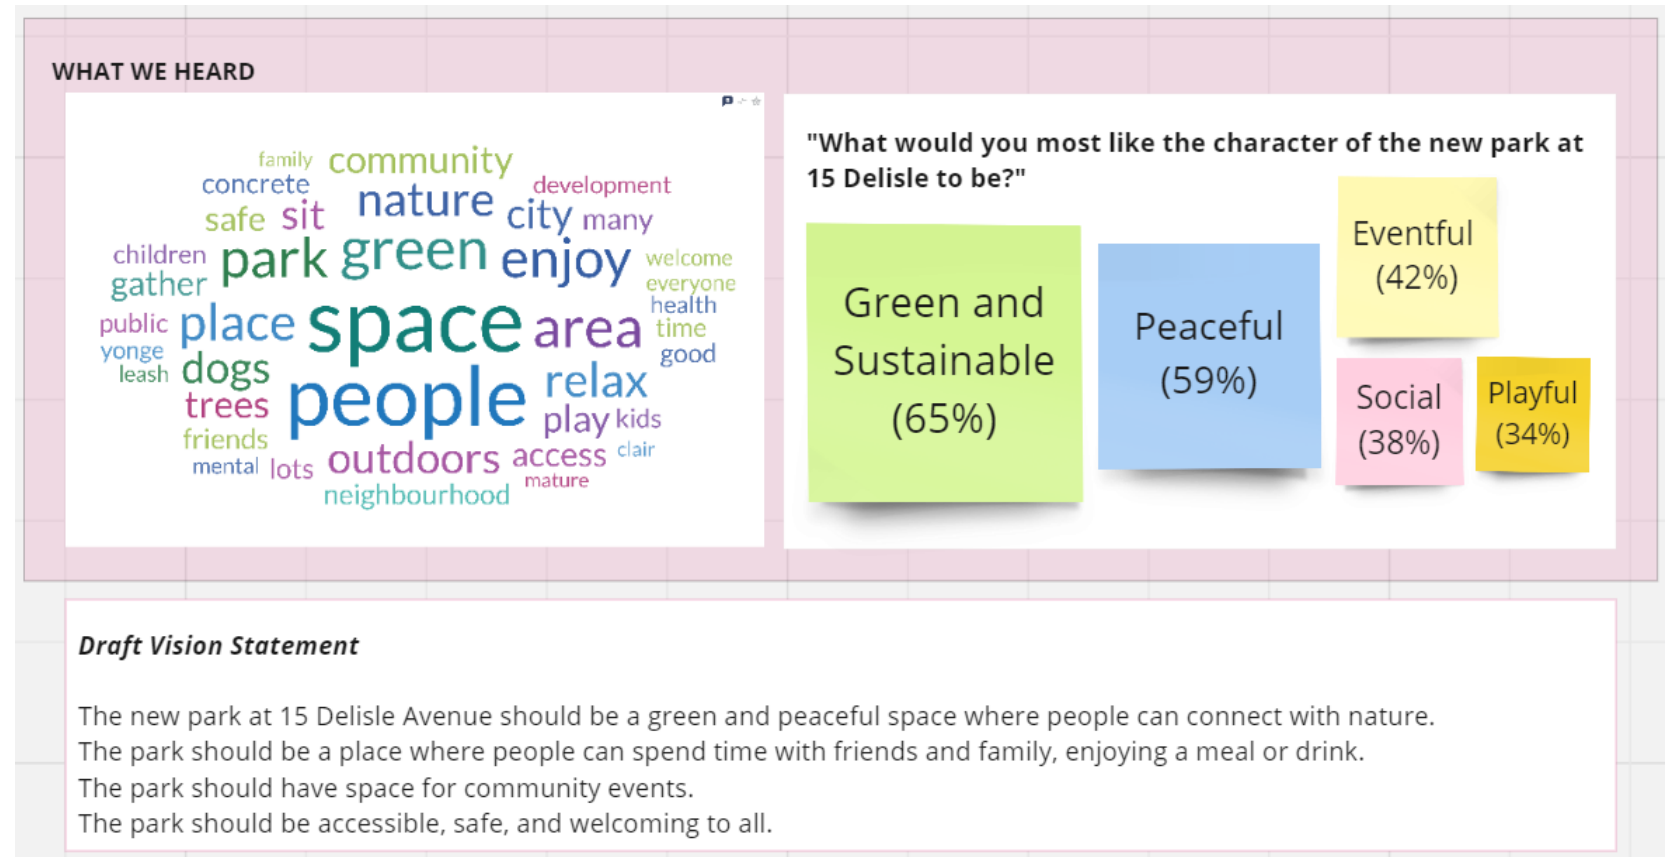 WHAT WE HEARD
family community
concrete nature development
safe sit city many
children park green enjoy welcome
gather everyone
public place space area health
time
yonge good
leash dogs people relax
trees play kids
friends outdoors access clair
mental lots mature
neighbourhood
"What would you most like the character of the new park at
15 Delisle to be?"
Green and
Sustainable
(65%)
Peaceful
(59%)
Eventful
(42%)
Social
(38%)
Playful
(34%)
Draft Vision Statement
The new park at 15 Delisle Avenue should be a green and peaceful space where people can connect with nature.
The park should be a place where people can spend time with friends and family, enjoying a meal or drink.
The park should have space for community events.
The park should be accessible, safe, and welcoming to all.